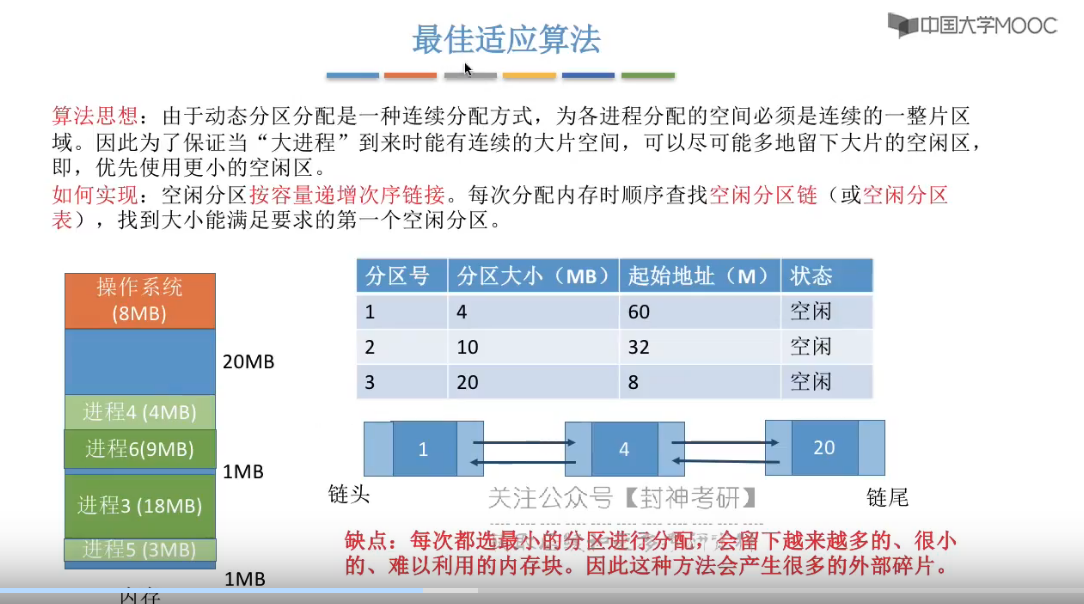 中国大学MOOC
最佳适应算法
算法思想：由于动态分区分配是一种连续分配方式，为各进程分配的空间必须是连续的一整片区
域。因此为了保证当“大进程”到来时能有连续的大片空间，可以尽可能多地留下大片的空闲区，
即，优先使用更小的空闲区。
如何实现：空闲分区按容量递增次序链接。每次分配内存时顺序查找空闲分区链（或空闲分区
表），找到大小能满足要求的第一个空闲分区。
操作系统
(8MB)
20MB
进程4 (4MB)
进程6(9MB)
1MB
进程3 (18MB)
进程5 (3MB)
1MB
内存
分区号 分区大小（MB） 起始地址（M） 状态
1 4 60 空闲
2 10 32 空闲
3 20 8 空闲
1 4 20
链头 链尾
关注公众号【封神考研】
缺点：每次都选最小的分区进行分配，会留下越来越多的、很小
的、难以利用的内存块。因此这种方法会产生很多的外部碎片。